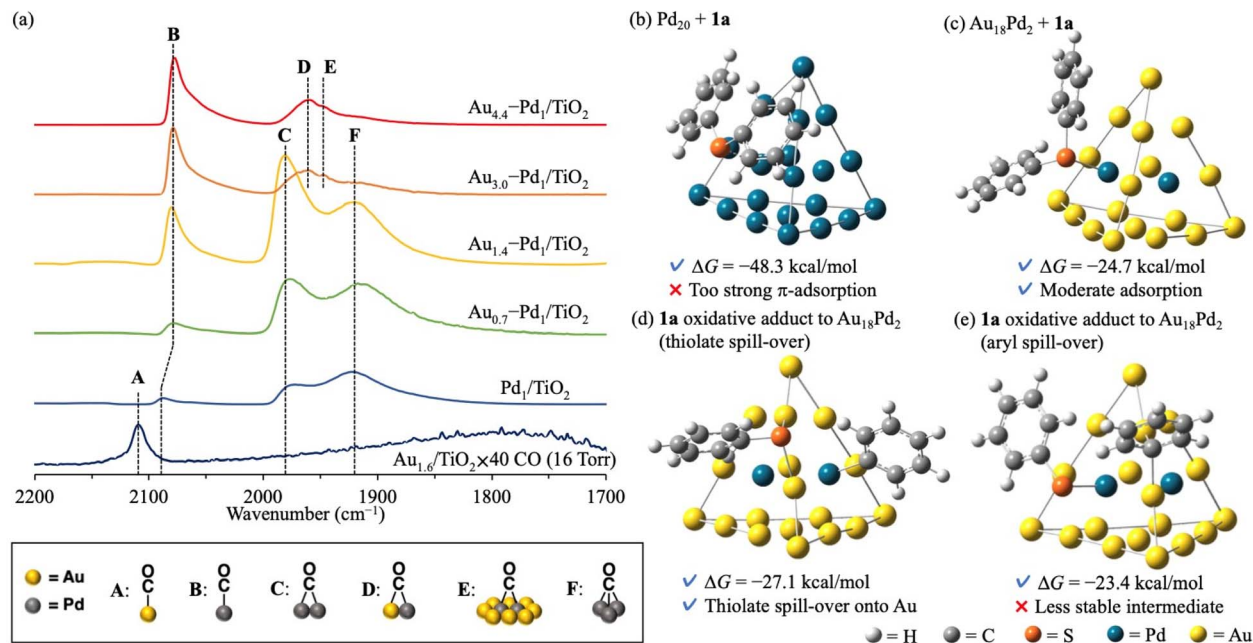 (a)
B
D
E
Au4.4−Pd1/TiO2
C
F
Au3.0−Pd1/TiO2
Au1.4−Pd1/TiO2
Au0.7−Pd1/TiO2
A
Pd1/TiO2
Au1.6/TiO2×40 CO (16 Torr)
2200 2100 2000 1900 1800 1700
Wavenumber (cm−1)
= Au
= Pd
A: O C
B: O C
C: O C
D: O C
E: O C
F: O C
(b) Pd20 + 1a
✓ ΔG = −48.3 kcal/mol
× Too strong π-adsorption
(c) Au18Pd2 + 1a
✓ ΔG = −24.7 kcal/mol
✓ Moderate adsorption
(d) 1a oxidative adduct to Au18Pd2
(thiolate spill-over)
✓ ΔG = −27.1 kcal/mol
✓ Thiolate spill-over onto Au
(e) 1a oxidative adduct to Au18Pd2
(aryl spill-over)
✓ ΔG = −23.4 kcal/mol
× Less stable intermediate
= H = C = S = Pd = Au